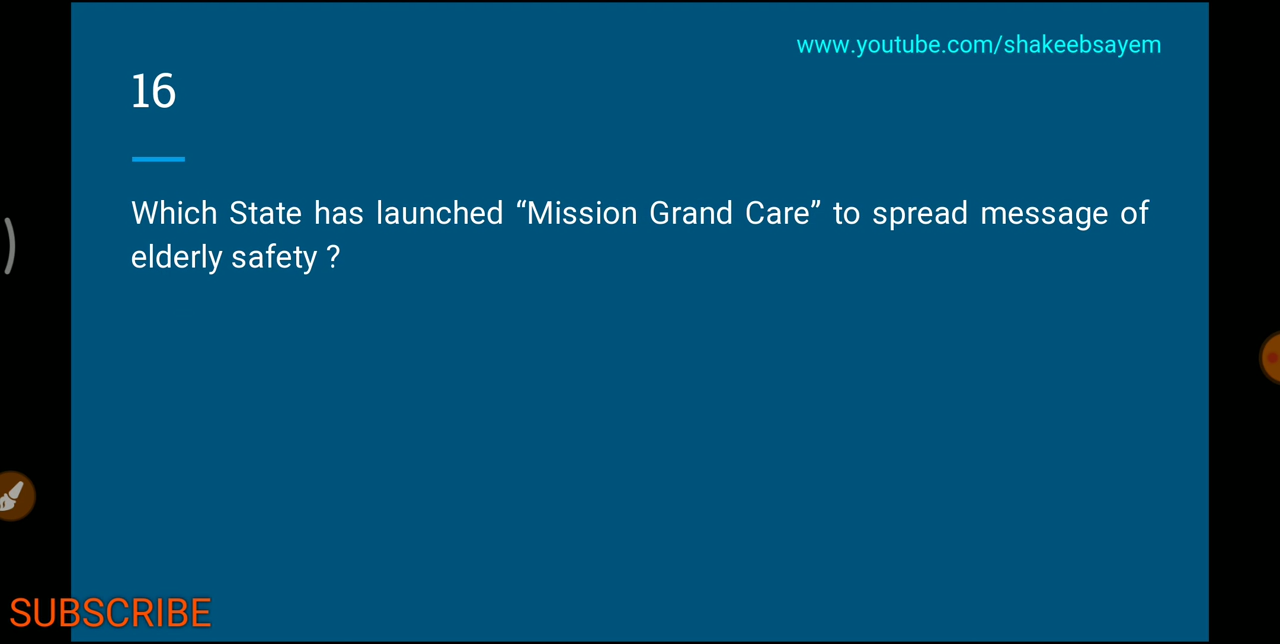 www.youtube.com/shakeebsayem
16
Which State has launched “Mission Grand Care” to spread message of
elderly safety ?
SUBSCRIBE